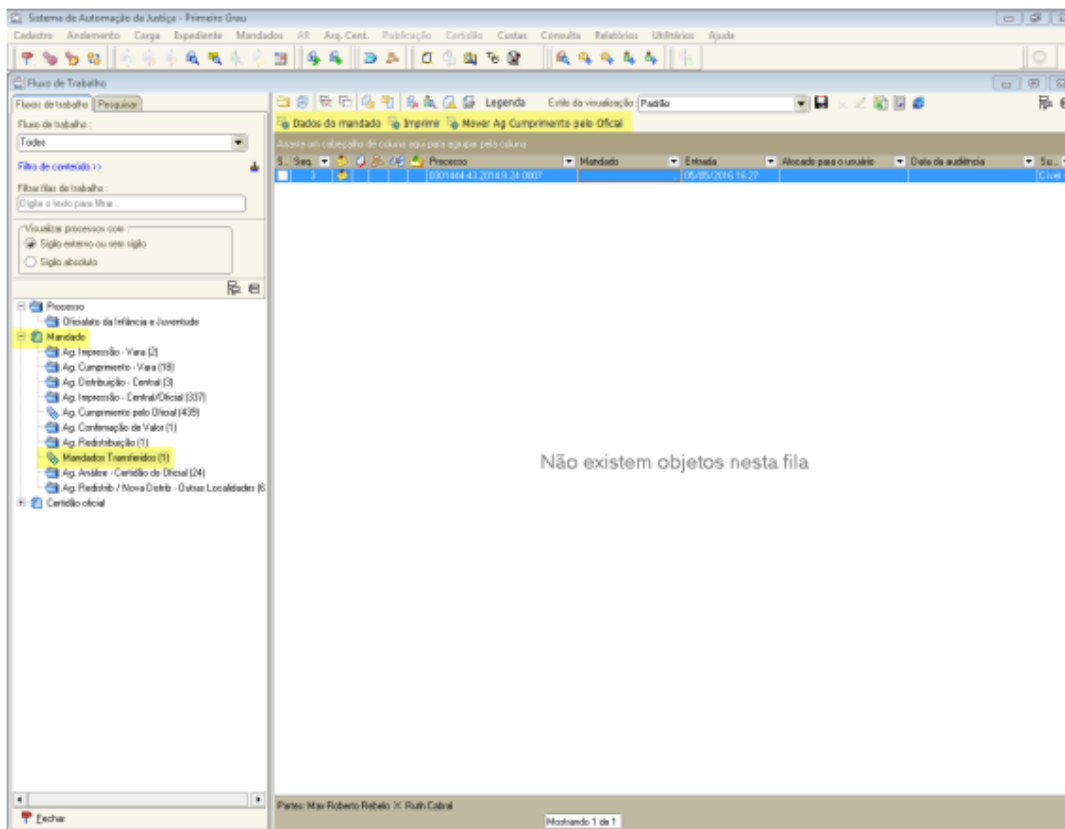 Sistema de Automação da Justiça - Primeiro Grau
Cadastro Andamento Carga Expediente Mandados AR Arq. Cent. Publicação Certidão Custas Consulta Relatórios Utilitários Ajuda
Fluxo de Trabalho
Fluxos de trabalho Pesquisar
Legenda Estilo da visualização Padrão
Fluxo de trabalho :
Todos
Dados do mandado Imprimir Mover Ag Cumprimento pelo Oficial
Arraste um cabeçalho de coluna aqui para agrupar pela coluna
Filtro de conteúdo >>
S.. Seq. Processo Mandado Entrada Alocado para o usuário Data da audiência Su...
3 0301444-43.2014.8.24.0007 ... 05/05/2016 16:27 Cível
Filtrar filas de trabalho :
Digite o texto para filtrar...
Visualizar processos com :
Sigilo externo ou sem sigilo
Sigilo absoluto
Processo
Oficialato da Infância e Juventude
Mandado
Ag. Impressão - Vara (2)
Ag. Cumprimento - Vara (18)
Ag. Distribuição - Central (3)
Ag. Impressão - Central/Oficial (337)
Ag. Cumprimento pelo Oficial (439)
Ag. Confirmação de Valor (1)
Ag. Redistribuição (1)
Mandados Transferidos (1)
Ag. Análise - Certidão do Oficial (24)
Ag. Redistrib / Nova Distrib - Outras Localidades (6
Certidão oficial
Não existem objetos nesta fila
Partes: Max Roberto Rebelo X Ruth Cabral
Fechar
Mostrando 1 de 1